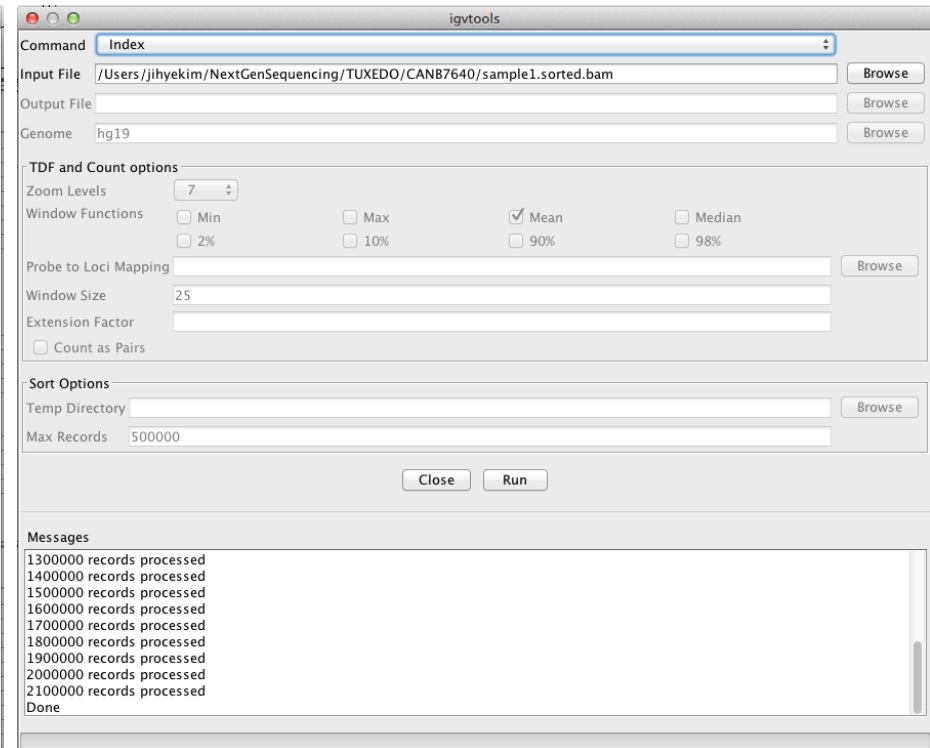 igvtools
Command Index
Input File /Users/jihyekim/NextGenSequencing/TUXEDO/CANB7640/sample1.sorted.bam Browse
Output File Browse
Genome hg19 Browse
TDF and Count options
Zoom Levels 7
Window Functions Min Max Mean Median
2% 10% 90% 98%
Probe to Loci Mapping Browse
Window Size 25
Extension Factor
Count as Pairs
Sort Options
Temp Directory Browse
Max Records 500000
Close Run
Messages
1300000 records processed
1400000 records processed
1500000 records processed
1600000 records processed
1700000 records processed
1800000 records processed
1900000 records processed
2000000 records processed
2100000 records processed
Done